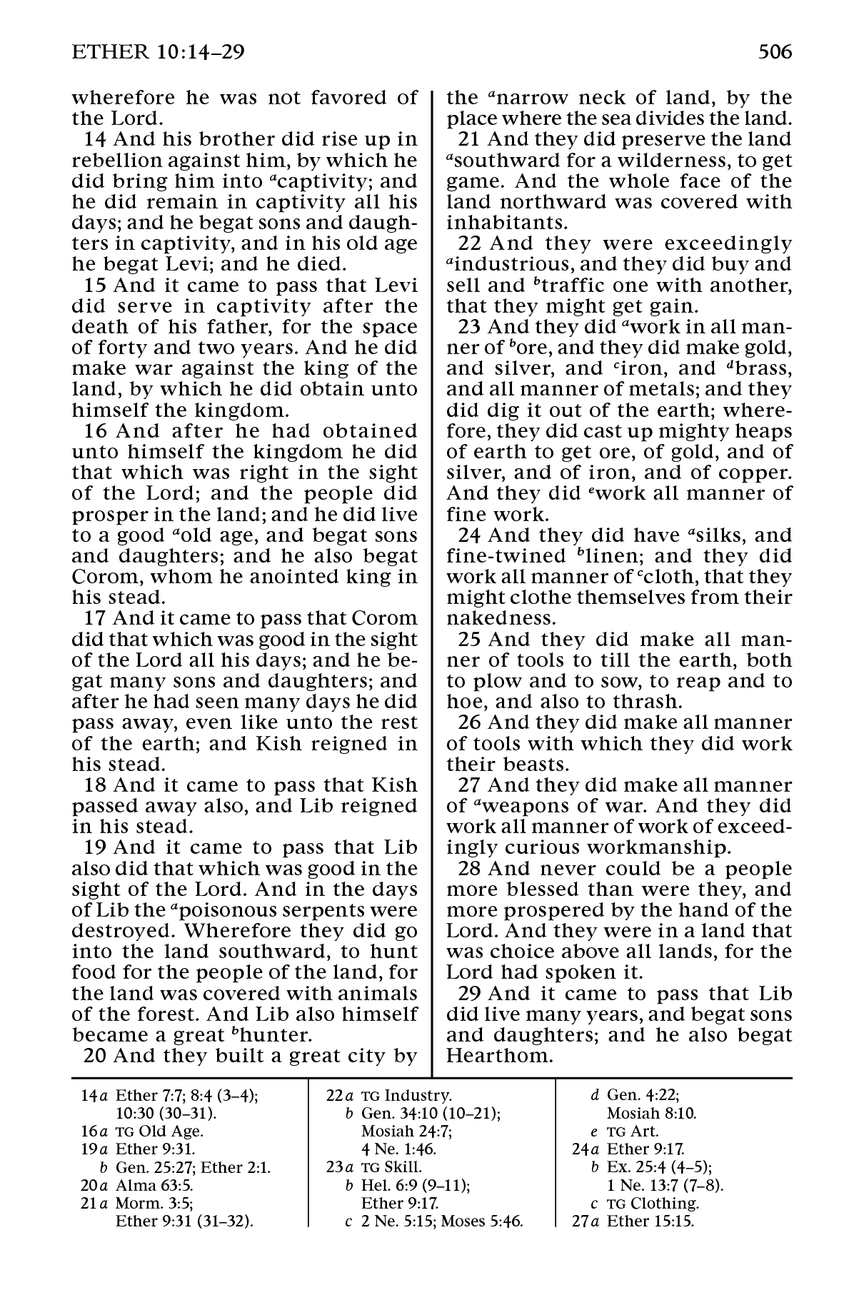 ETHER 10:14–29
506
wherefore he was not favored of
the Lord.
14 And his brother did rise up in
rebellion against him, by which he
did bring him into acaptivity; and
he did remain in captivity all his
days; and he begat sons and daugh-
ters in captivity, and in his old age
he begat Levi; and he died.
15 And it came to pass that Levi
did serve in captivity after the
death of his father, for the space
of forty and two years. And he did
make war against the king of the
land, by which he did obtain unto
himself the kingdom.
16 And after he had obtained
unto himself the kingdom he did
that which was right in the sight
of the Lord; and the people did
prosper in the land; and he did live
to a good aold age, and begat sons
and daughters; and he also begat
Corom, whom he anointed king in
his stead.
17 And it came to pass that Corom
did that which was good in the sight
of the Lord all his days; and he be-
gat many sons and daughters; and
after he had seen many days he did
pass away, even like unto the rest
of the earth; and Kish reigned in
his stead.
18 And it came to pass that Kish
passed away also, and Lib reigned
in his stead.
19 And it came to pass that Lib
also did that which was good in the
sight of the Lord. And in the days
of Lib the apoisonous serpents were
destroyed. Wherefore they did go
into the land southward, to hunt
food for the people of the land, for
the land was covered with animals
of the forest. And Lib also himself
became a great bhunter.
20 And they built a great city by
the anarrow neck of land, by the
place where the sea divides the land.
21 And they did preserve the land
asouthward for a wilderness, to get
game. And the whole face of the
land northward was covered with
inhabitants.
22 And they were exceedingly
aindustrious, and they did buy and
sell and btraffic one with another,
that they might get gain.
23 And they did awork in all man-
ner of bore, and they did make gold,
and silver, and ciron, and dbrass,
and all manner of metals; and they
did dig it out of the earth; where-
fore, they did cast up mighty heaps
of earth to get ore, of gold, and of
silver, and of iron, and of copper.
And they did ework all manner of
fine work.
24 And they did have asilks, and
fine-twined blinen; and they did
work all manner of ccloth, that they
might clothe themselves from their
nakedness.
25 And they did make all man-
ner of tools to till the earth, both
to plow and to sow, to reap and to
hoe, and also to thrash.
26 And they did make all manner
of tools with which they did work
their beasts.
27 And they did make all manner
of aweapons of war. And they did
work all manner of work of exceed-
ingly curious workmanship.
28 And never could be a people
more blessed than were they, and
more prospered by the hand of the
Lord. And they were in a land that
was choice above all lands, for the
Lord had spoken it.
29 And it came to pass that Lib
did live many years, and begat sons
and daughters; and he also begat
Hearthom.
14a Ether 7:7; 8:4 (3–4);
10:30 (30–31).
16a TG Old Age.
19a Ether 9:31.
b Gen. 25:27; Ether 2:1.
20a Alma 63:5.
21a Morm. 3:5;
Ether 9:31 (31–32).
22a TG Industry.
b Gen. 34:10 (10–21);
Mosiah 24:7;
4 Ne. 1:46.
23a TG Skill.
b Hel. 6:9 (9–11);
Ether 9:17.
c 2 Ne. 5:15; Moses 5:46.
d Gen. 4:22;
Mosiah 8:10.
e TG Art.
24a Ether 9:17.
b Ex. 25:4 (4–5);
1 Ne. 13:7 (7–8).
c TG Clothing.
27a Ether 15:15.